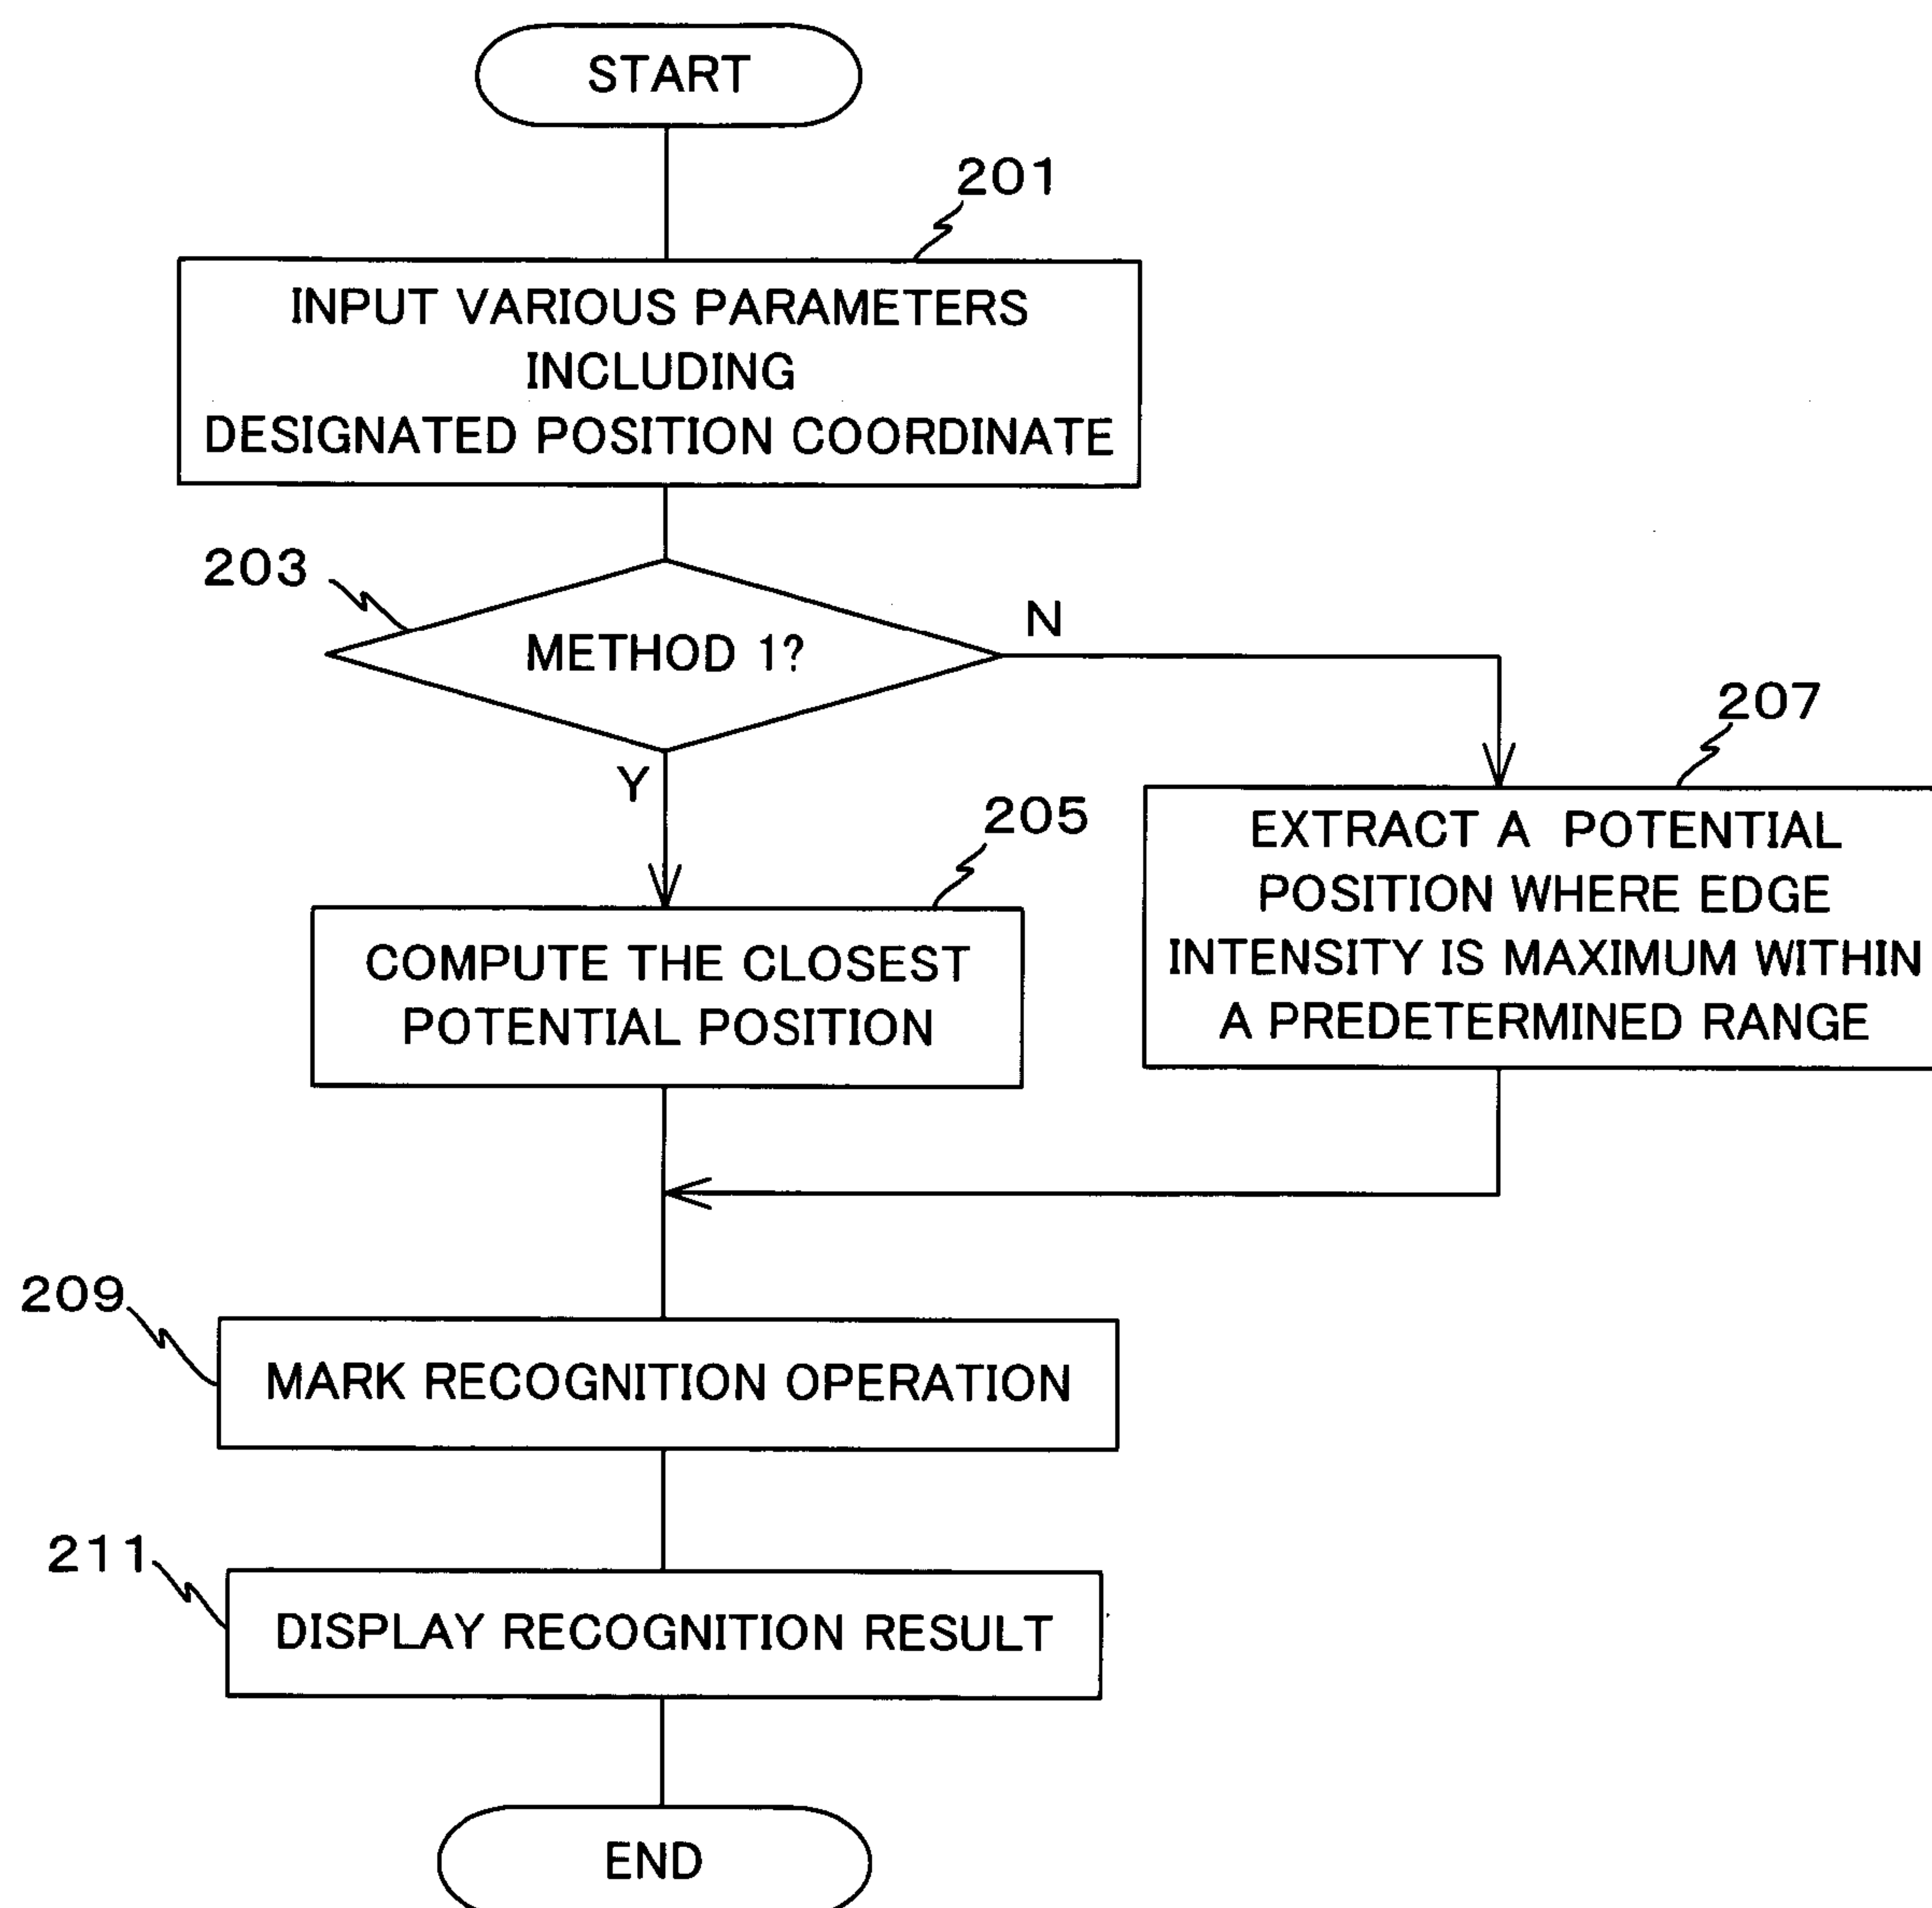 START
201
INPUT VARIOUS PARAMETERS
INCLUDING
DESIGNATED POSITION COORDINATE
203
METHOD 1?
N
Y
207
EXTRACT A POTENTIAL
POSITION WHERE EDGE
INTENSITY IS MAXIMUM WITHIN
A PREDETERMINED RANGE
205
COMPUTE THE CLOSEST
POTENTIAL POSITION
209
MARK RECOGNITION OPERATION
211
DISPLAY RECOGNITION RESULT
END